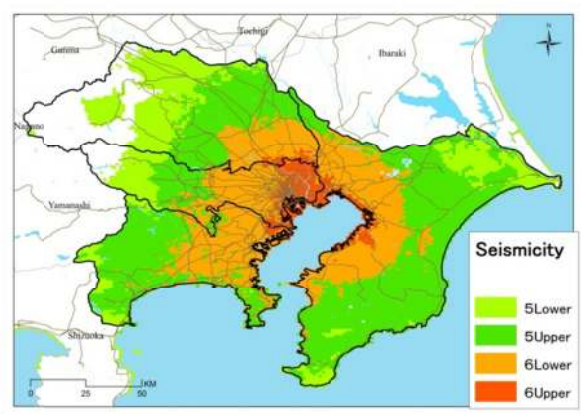 Tochigi
N
Gunma
Ibaraki
Nagano
Yamanashi
Seismicity
5Lower
5Upper
6Lower
6Upper
Shizuoka
KM
0 25 50